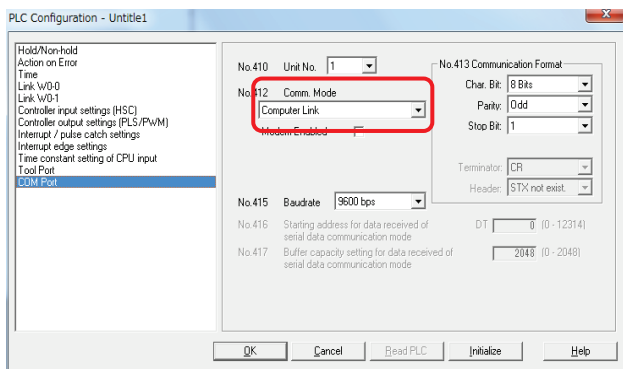 PLC Configuration - Untitle1
Hold/Non-hold
Action on Error
Time
Link W0-0
Link W0-1
Controller input settings (HSC)
Controller output settings (PLS/PWM)
Interrupt / pulse catch settings
Interrupt edge settings
Time constant setting of CPU input
Tool Port
COM Port
No.410 Unit No. 1
No.412 Comm. Mode
Computer Link
Modem Enabled
No.413 Communication Format
Char. Bit: 8 Bits
Parity: Odd
Stop Bit: 1
Terminator: CR
Header: STX not exist.
No.415 Baudrate 9600 bps
No.416 Starting address for data received of serial data communication mode DT 0 (0 - 12314)
No.417 Buffer capacity setting for data received of serial data communication mode 2048 (0 - 2048)
OK Cancel Read PLC Initialize Help